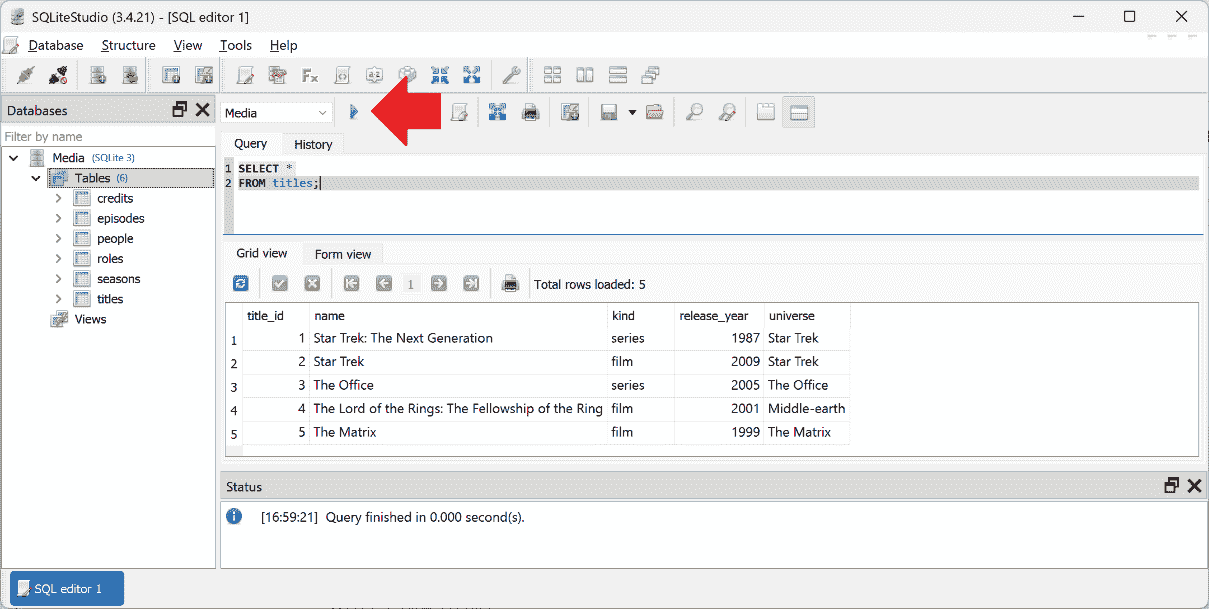 SQLiteStudio (3.4.21) - [SQL editor 1]
Database Structure View Tools Help
Databases
Filter by name
Media (SQLite 3)
Tables (6)
credits
episodes
people
roles
seasons
titles
Views
Media
Query History
1 SELECT *
2 FROM titles;
Grid view Form view
1 Total rows loaded: 5
title_id name kind release_year universe
1 1 Star Trek: The Next Generation series 1987 Star Trek
2 2 Star Trek film 2009 Star Trek
3 3 The Office series 2005 The Office
4 4 The Lord of the Rings: The Fellowship of the Ring film 2001 Middle-earth
5 5 The Matrix film 1999 The Matrix
Status
[16:59:21] Query finished in 0.000 second(s).
SQL editor 1